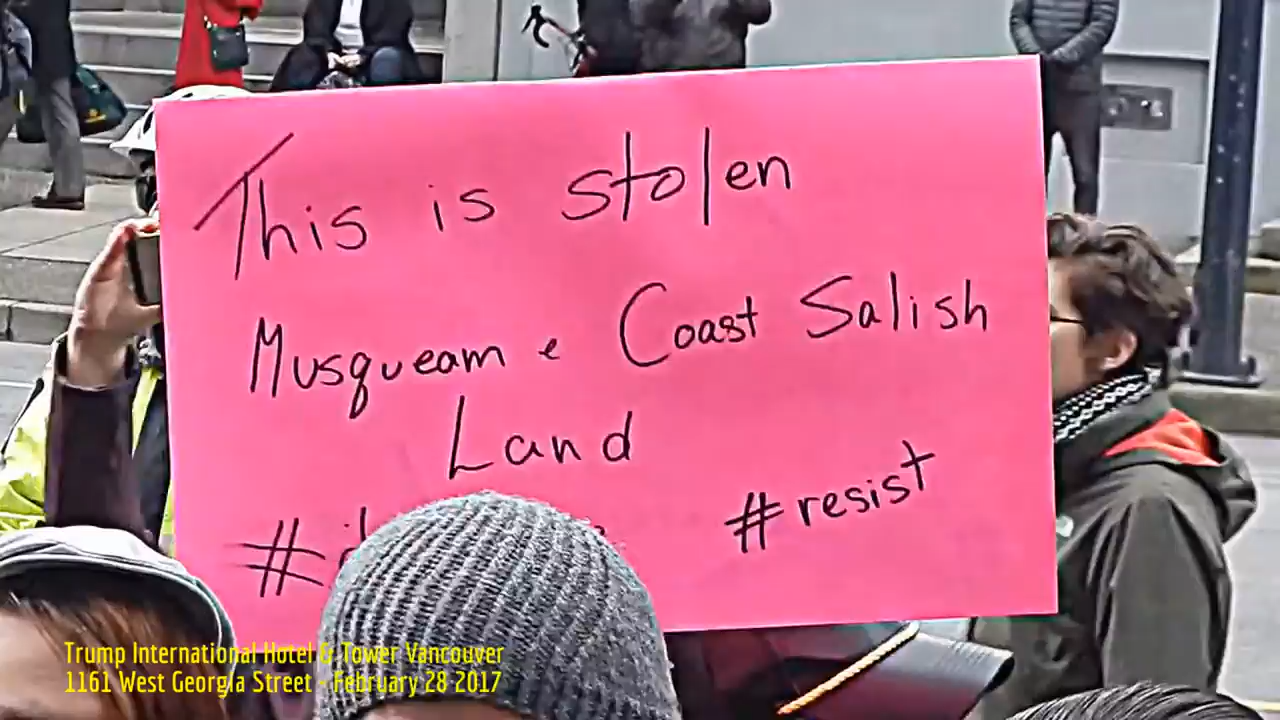 This is stolen
Musqueam & Coast Salish
Land
#resist
Trump International Hotel & Tower Vancouver
1161 West Georgia Street - February 28 2017